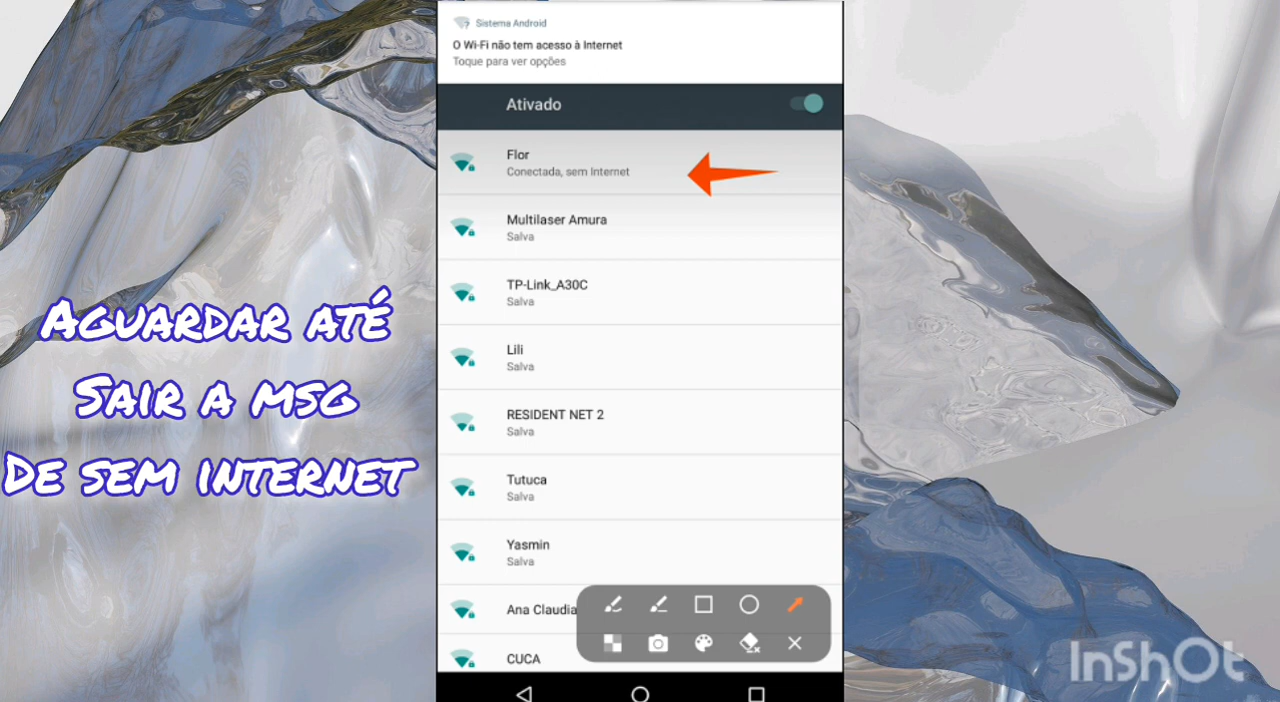 Sistema Android
O Wi-Fi não tem acesso à Internet
Toque para ver opções
Ativado
Flor
Conectada, sem Internet
Multilaser Amura
Salva
TP-Link_A30C
Salva
Lili
Salva
RESIDENT NET 2
Salva
Tutuca
Salva
Yasmin
Salva
Ana Claudia
CUCA
Aguardar até
Sair a msg
De sem internet
InShOt